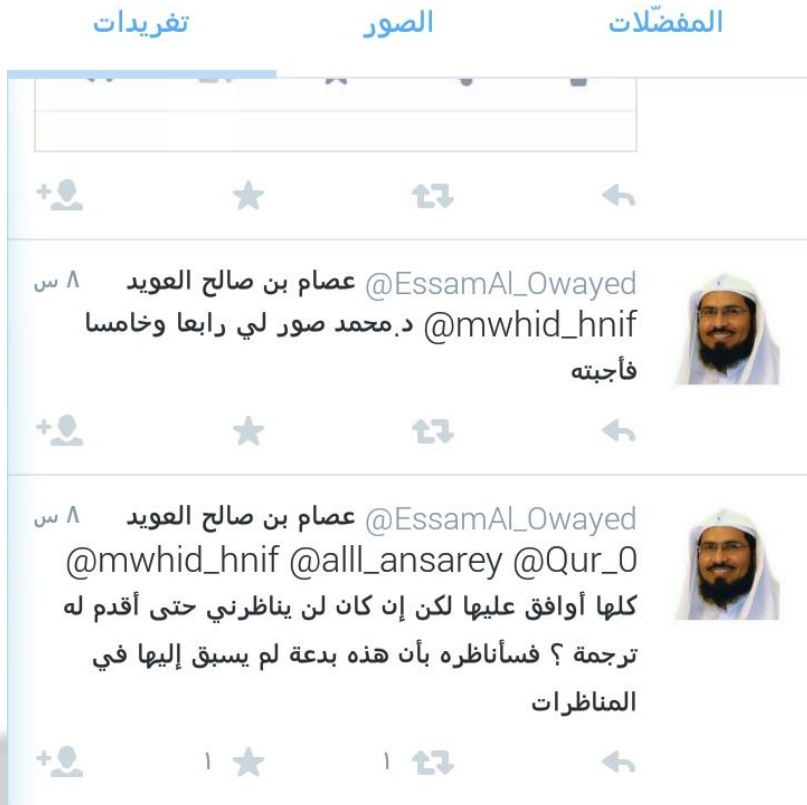 المفضّلات الصور تغريدات
عصام بن صالح العويد @EssamAl_Owayed ٨ س
@mwhid_hnif د.محمد صور لي رابعا وخامسا
فأجبته
عصام بن صالح العويد @EssamAl_Owayed ٨ س
@mwhid_hnif @alll_ansarey @Qur_0
كلها أوافق عليها لكن إن كان لن يناظرني حتى أقدم له
ترجمة ؟ فسأناظره بأن هذه بدعة لم يسبق إليها في
المناظرات
١ ١